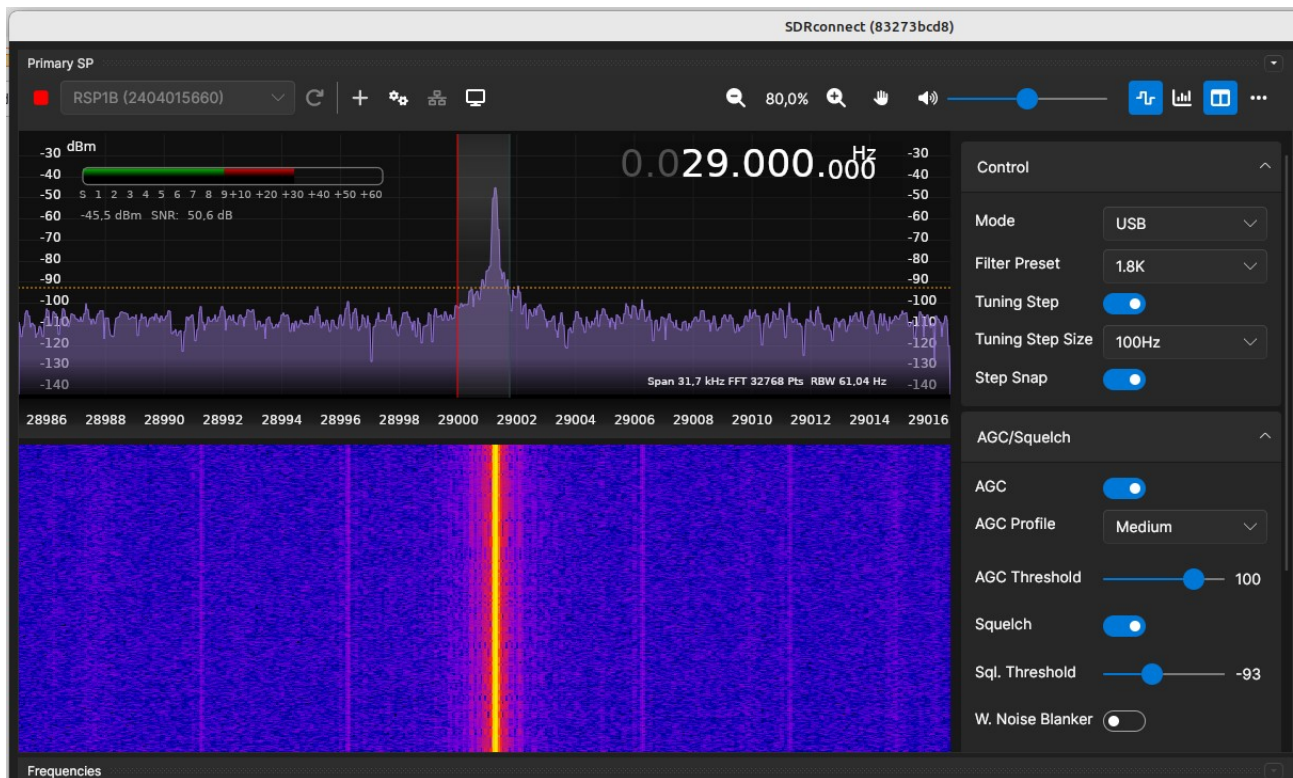 SDRconnect (83273bcd8)
Primary SP
RSP1B (2404015660)
80,0%
dBm
-30
-40
-50
-60
-70
-80
-90
-100
-110
-120
-130
-140
S 1 2 3 4 5 6 7 8 9+10 +20 +30 +40 +50 +60
-45,5 dBm SNR: 50,6 dB
0.029.000.000 Hz
-30
-40
-50
-60
-70
-80
-90
-100
-110
-120
-130
-140
Span 31,7 kHz FFT 32768 Pts RBW 61,04 Hz
28986 28988 28990 28992 28994 28996 28998 29000 29002 29004 29006 29008 29010 29012 29014 29016
Control
Mode USB
Filter Preset 1.8K
Tuning Step
Tuning Step Size 100Hz
Step Snap
AGC/Squelch
AGC
AGC Profile Medium
AGC Threshold 100
Squelch
Sql. Threshold -93
W. Noise Blanker
Frequencies